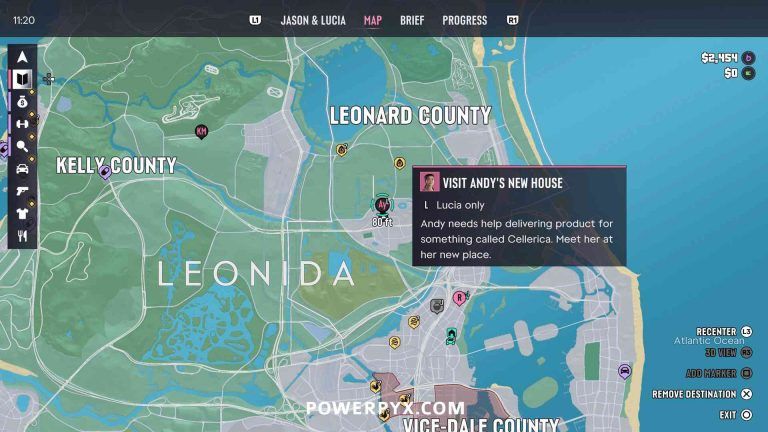 11:20
L1
JASON & LUCIA
MAP
BRIEF
PROGRESS
R1
$2,454
$0
LEONARD COUNTY
KM
KELLY COUNTY
VISIT ANDY'S NEW HOUSE
L Lucia only
Andy needs help delivering product for
something called Cellerica. Meet her at
her new place.
Ay
80 ft
LEONIDA
R
RECENTER L3
Atlantic Ocean
3D VIEW R3
ADD MARKER
REMOVE DESTINATION
EXIT
POWERPYX.COM
VICE-DALE COUNTY